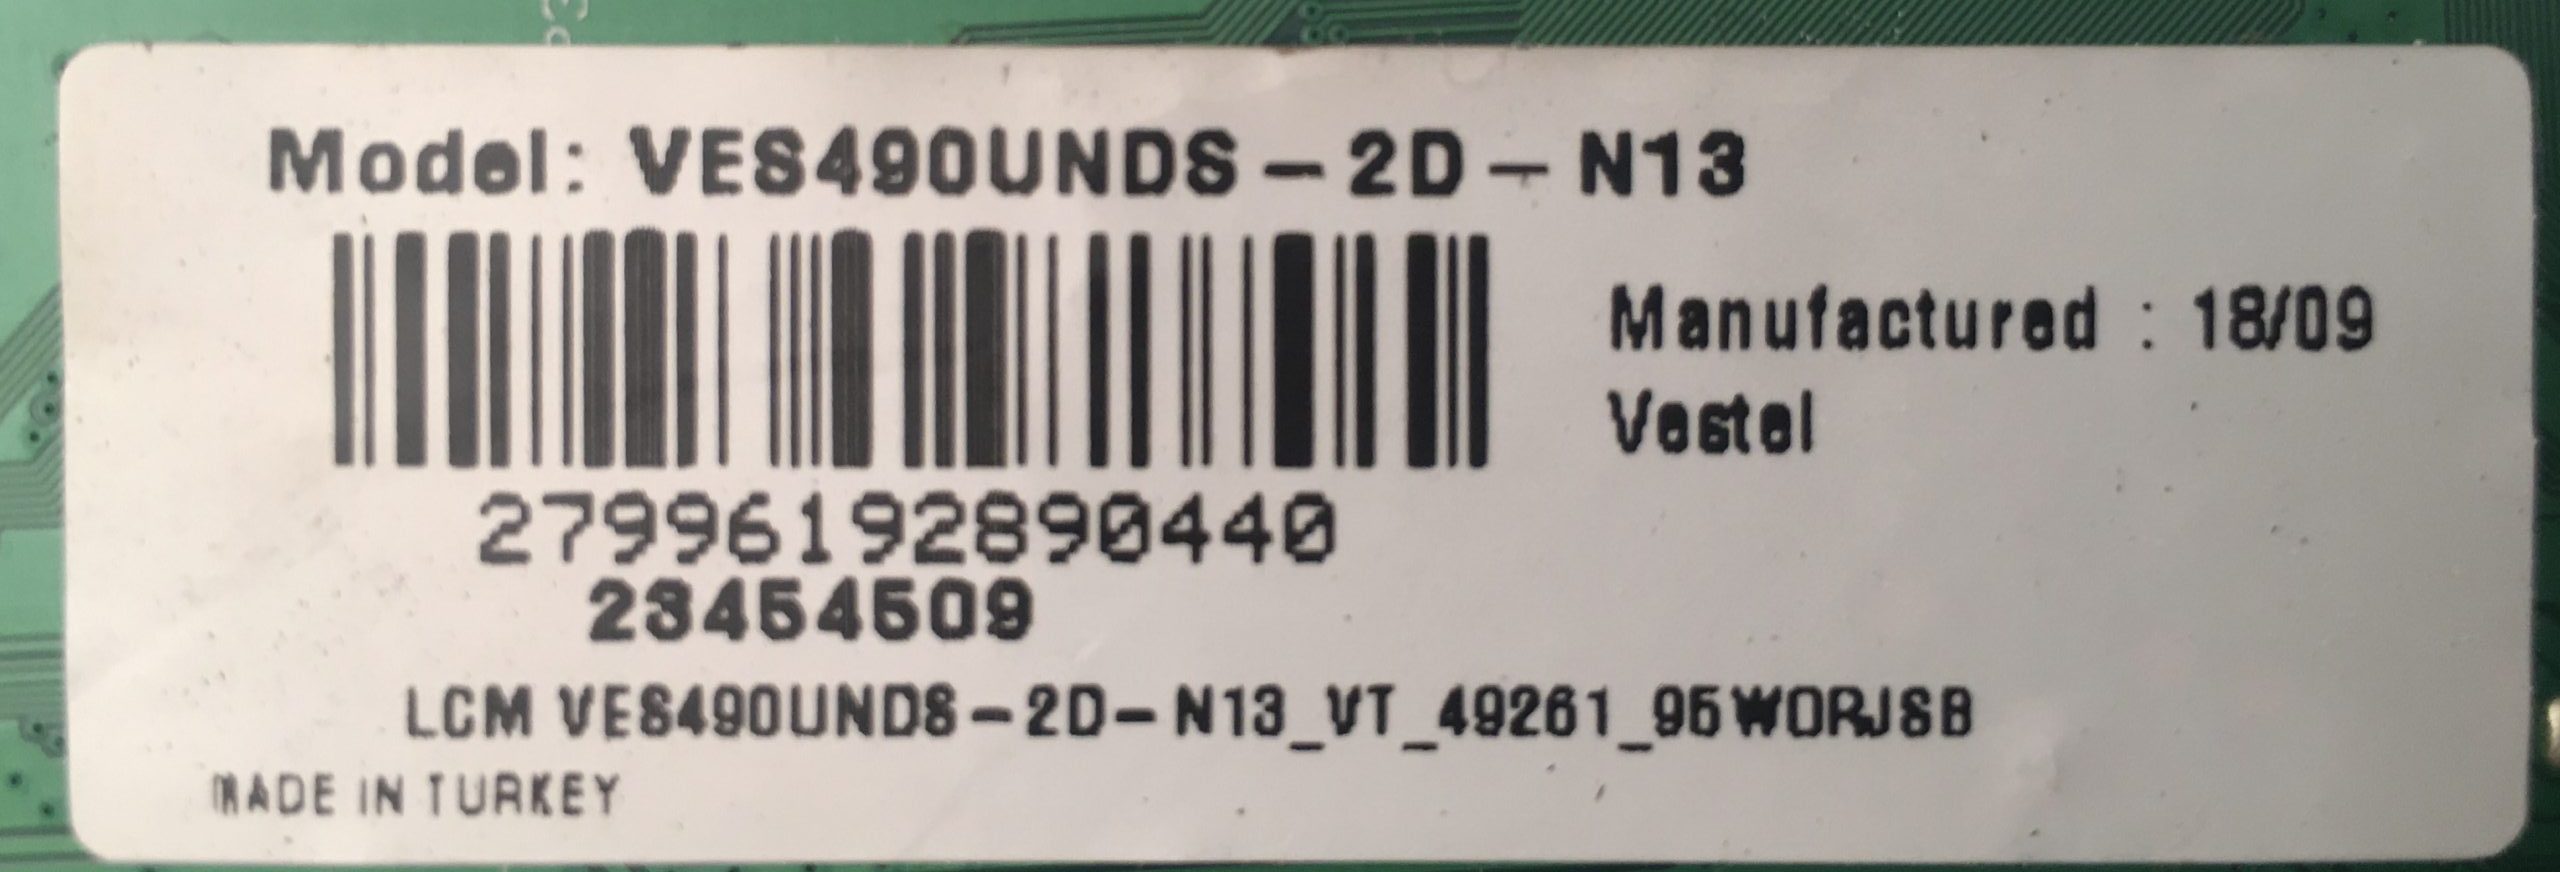 Model: VES490UNDS-2D-N13
Manufactured : 18/09
Vestel
27996192890440
23454509
LCM VES490UNDS-2D-N13_VT_49261_95WORJSB
MADE IN TURKEY